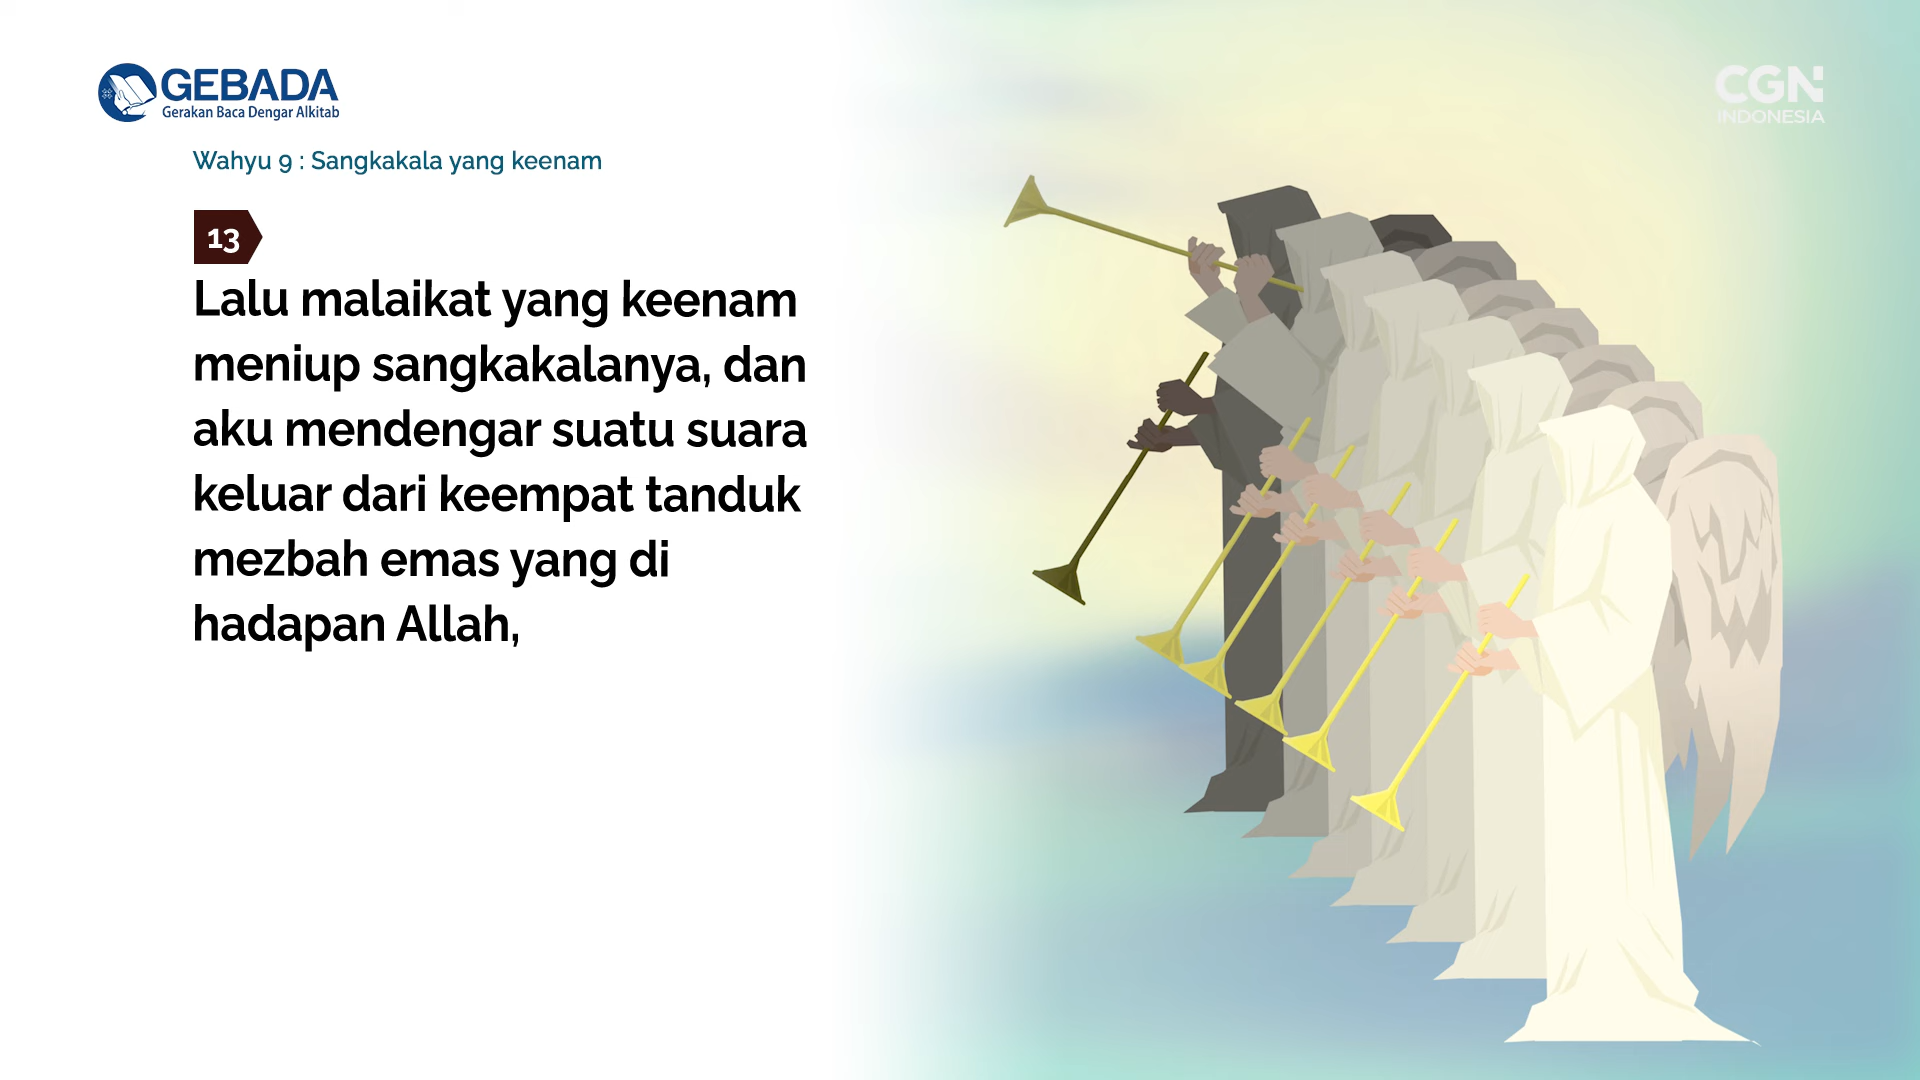 GEBADA
Gerakan Baca Dengar Alkitab
CGN
INDONESIA
Wahyu 9 : Sangkakala yang keenam
13
Lalu malaikat yang keenam
meniup sangkakalanya, dan
aku mendengar suatu suara
keluar dari keempat tanduk
mezbah emas yang di
hadapan Allah,